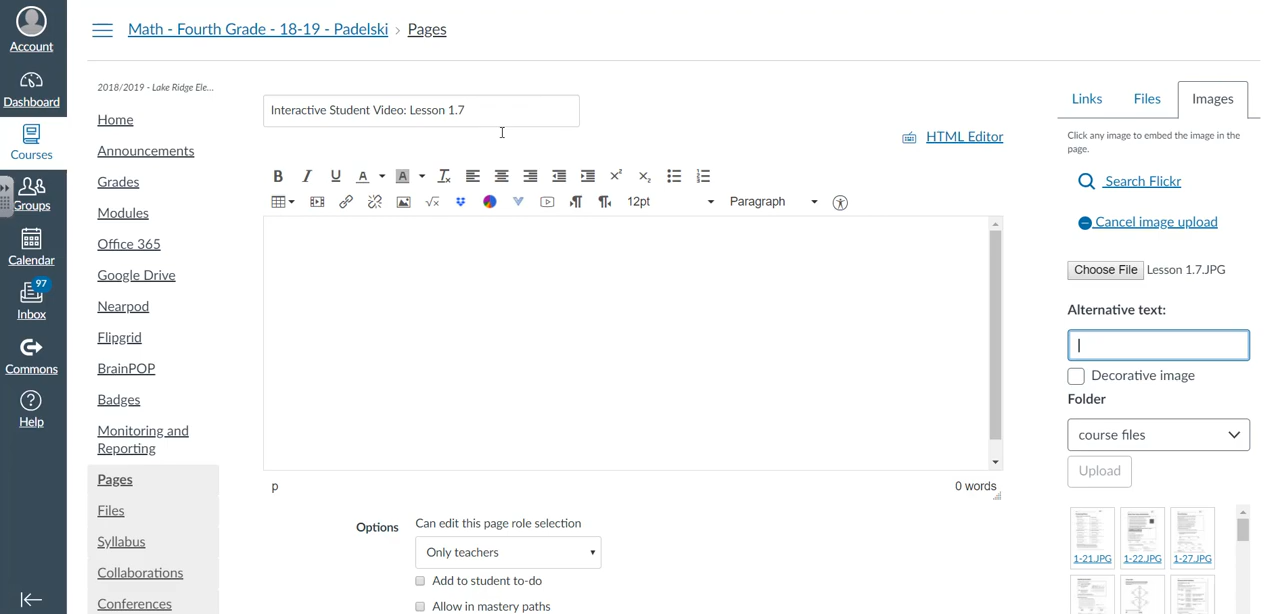 Account
Dashboard
Courses
Groups
Calendar
97
Inbox
Commons
Help
Math - Fourth Grade - 18-19 - Padelski › Pages
2018/2019 - Lake Ridge Ele...
Home
Announcements
Grades
Modules
Office 365
Google Drive
Nearpod
Flipgrid
BrainPOP
Badges
Monitoring and
Reporting
Pages
Files
Syllabus
Collaborations
Conferences
Interactive Student Video: Lesson 1.7
HTML Editor
12pt
Paragraph
p
0 words
Options
Can edit this page role selection
Only teachers
Add to student to-do
Allow in mastery paths
Links Files Images
Click any image to embed the image in the
page.
Search Flickr
Cancel image upload
Choose File Lesson 1.7.JPG
Alternative text:
Decorative image
Folder
course files
Upload
1-21.JPG 1-22.JPG 1-27.JPG